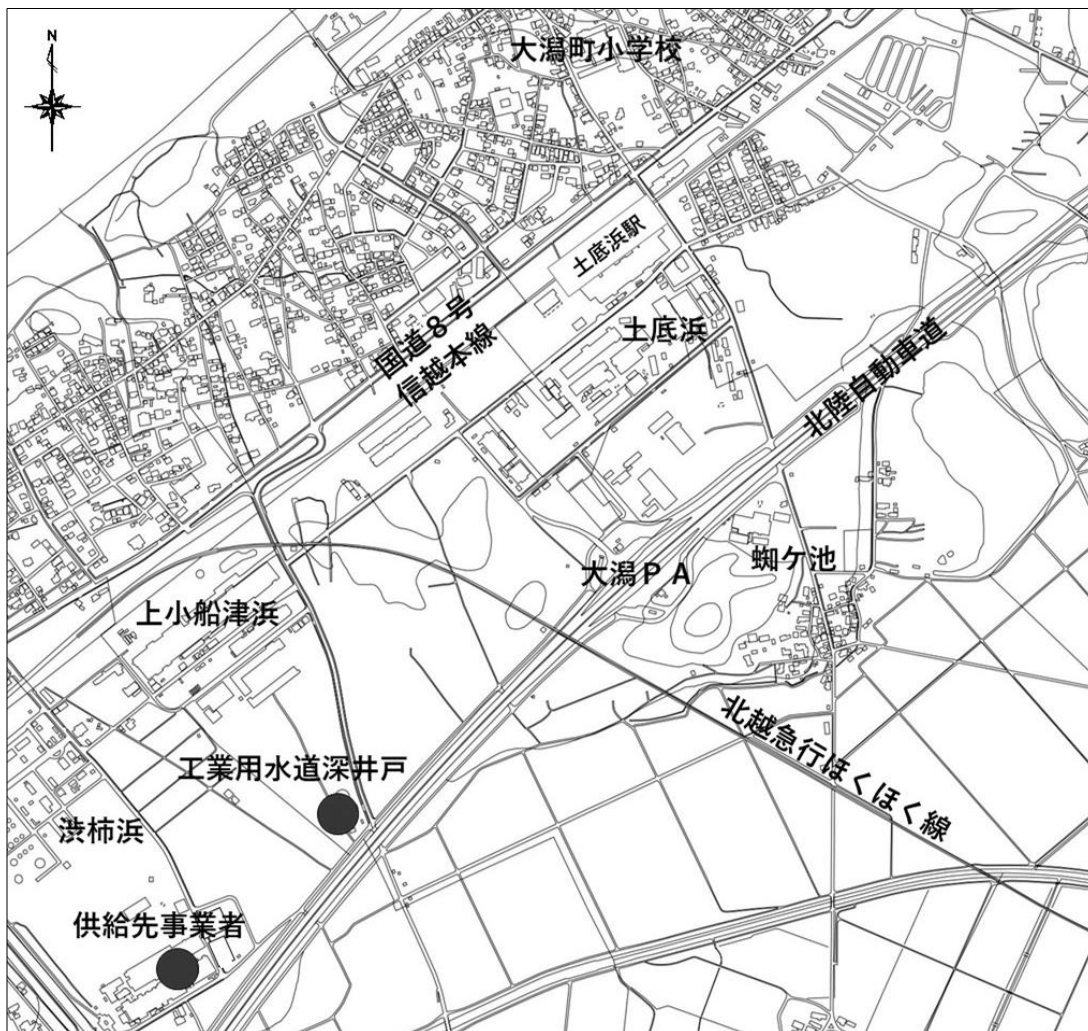 N
大潟町小学校
土底浜駅
国道８号
信越本線
土底浜
北陸自動車道
大潟ＰＡ
蜘ケ池
上小船津浜
北越急行ほくほく線
工業用水道深井戸
渋柿浜
供給先事業者